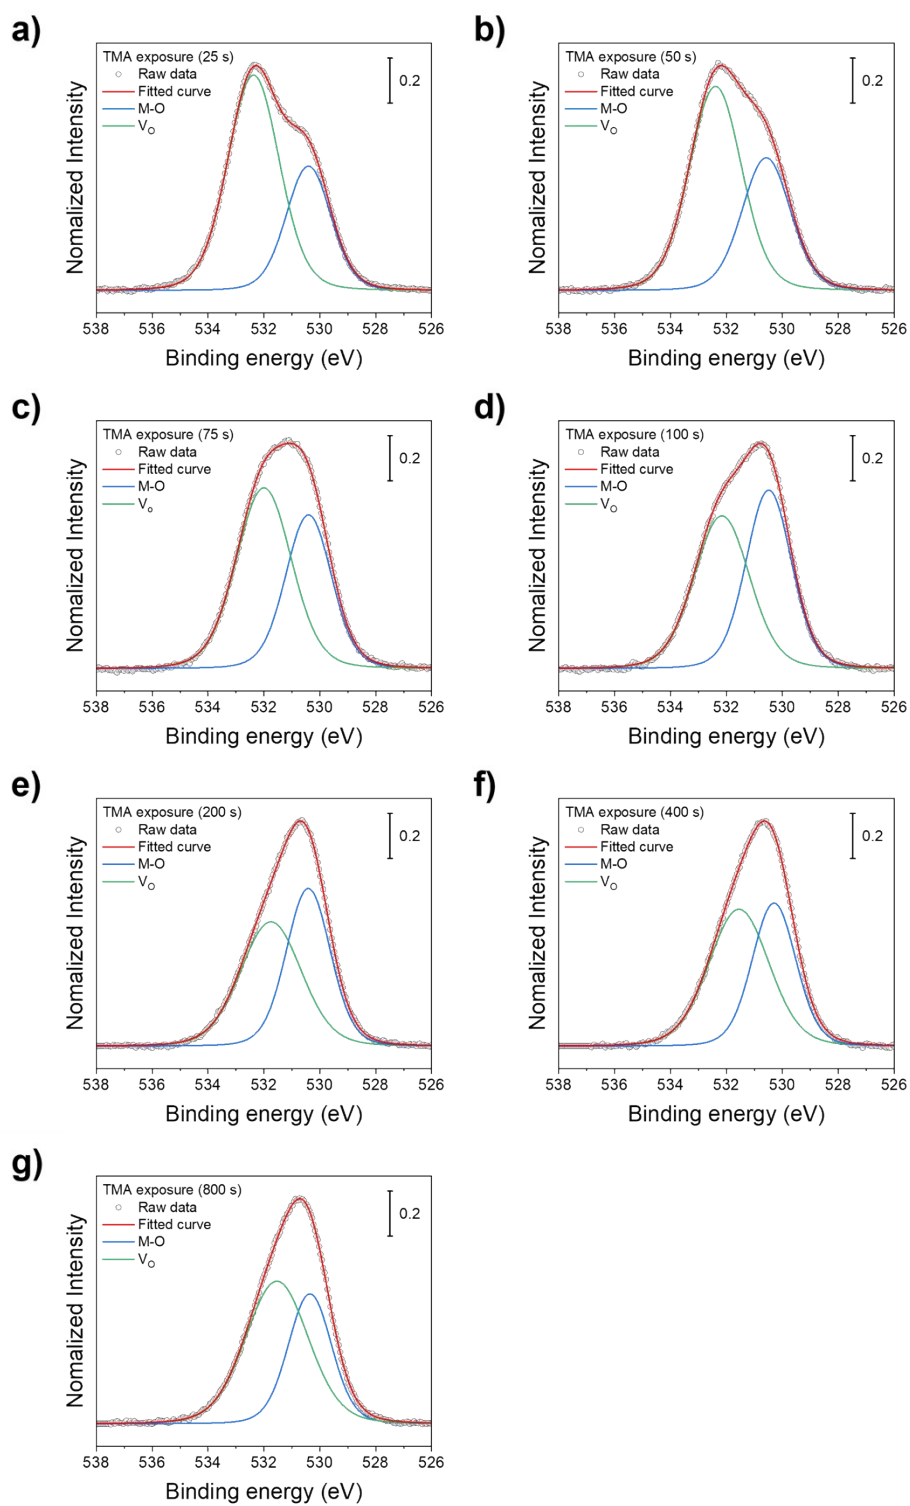 a)
TMA exposure (25 s)
Raw data
Fitted curve
M-O
VO
0.2
Nomalized Intensity
538 536 534 532 530 528 526
Binding energy (eV)
b)
TMA exposure (50 s)
Raw data
Fitted curve
M-O
VO
0.2
Nomalized Intensity
538 536 534 532 530 528 526
Binding energy (eV)
c)
TMA exposure (75 s)
Raw data
Fitted curve
M-O
Vo
0.2
Nomalized Intensity
538 536 534 532 530 528 526
Binding energy (eV)
d)
TMA exposure (100 s)
Raw data
Fitted curve
M-O
VO
0.2
Nomalized Intensity
538 536 534 532 530 528 526
Binding energy (eV)
e)
TMA exposure (200 s)
Raw data
Fitted curve
M-O
VO
0.2
Nomalized Intensity
538 536 534 532 530 528 526
Binding energy (eV)
f)
TMA exposure (400 s)
Raw data
Fitted curve
M-O
VO
0.2
Nomalized Intensity
538 536 534 532 530 528 526
Binding energy (eV)
g)
TMA exposure (800 s)
Raw data
Fitted curve
M-O
VO
0.2
Nomalized Intensity
538 536 534 532 530 528 526
Binding energy (eV)